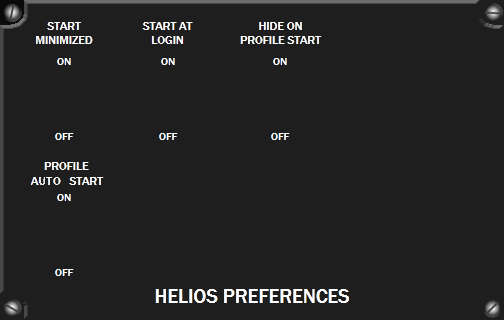 START MINIMIZED
START AT LOGIN
HIDE ON PROFILE START
ON
ON
ON
OFF
OFF
OFF
PROFILE
AUTO START
ON
OFF
HELIOS PREFERENCES